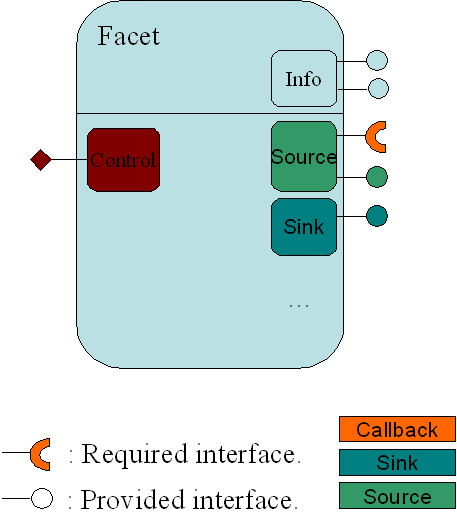 Facet
Info
Control
Source
Sink
...
: Required interface.
: Provided interface.
Callback
Sink
Source